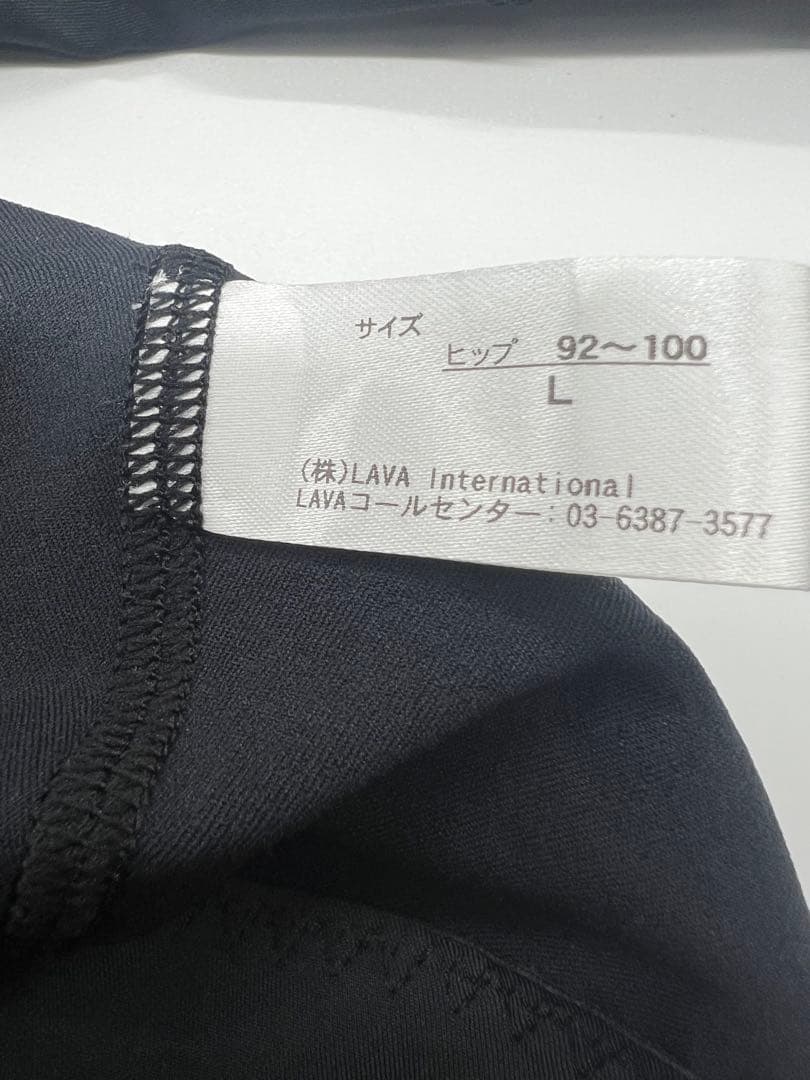 サイズ
ヒップ 92～100
L
(株)LAVA International
LAVAコールセンター：03-6387-3577